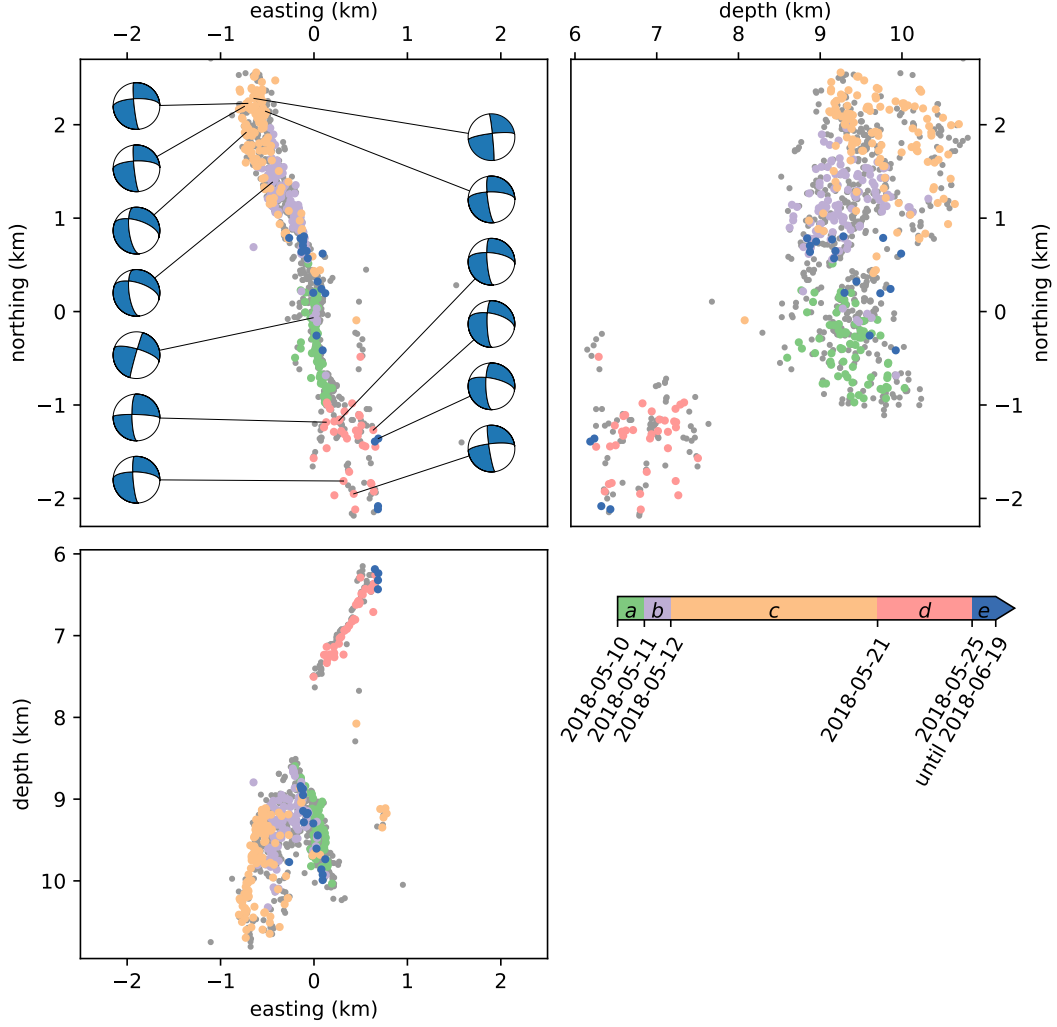 easting (km)
depth (km)
−2 −1 0 1 2
6 7 8 9 10
2
1
0
−1
−2
northing (km)
2
1
0
−1
−2
northing (km)
6
7
8
9
10
depth (km)
−2 −1 0 1 2
easting (km)
a b c d e
2018-05-10
2018-05-11
2018-05-12
2018-05-21
2018-05-25
until 2018-06-19